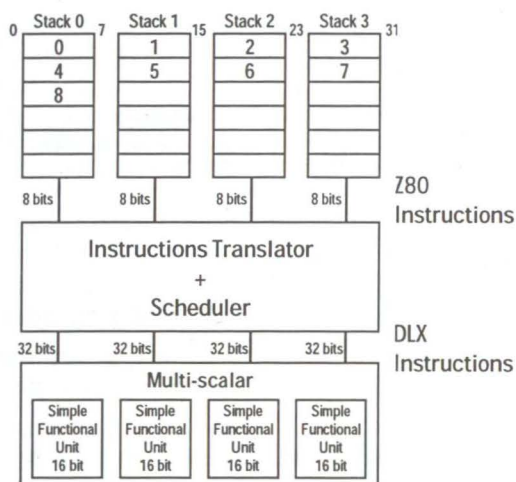 Stack 0 Stack 1 Stack 2 Stack 3
0 7 15 23 31
0 1 2 3
4 5 6 7
8
8 bits 8 bits 8 bits 8 bits
Z80
Instructions
Instructions Translator
+
Scheduler
32 bits 32 bits 32 bits 32 bits
DLX
Instructions
Multi-scalar
Simple Simple Simple Simple
Functional Functional Functional Functional
Unit Unit Unit Unit
16 bit 16 bit 16 bit 16 bit